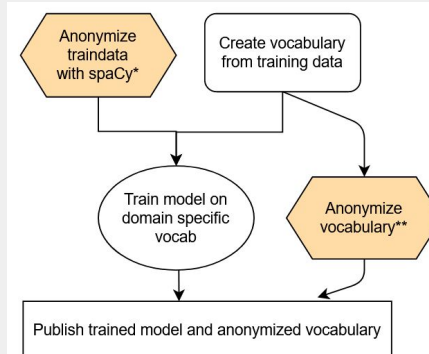 Anonymize
traindata
with spaCy*
Create vocabulary
from training data
Train model on
domain specific
vocab
Anonymize
vocabulary**
Publish trained model and anonymized vocabulary